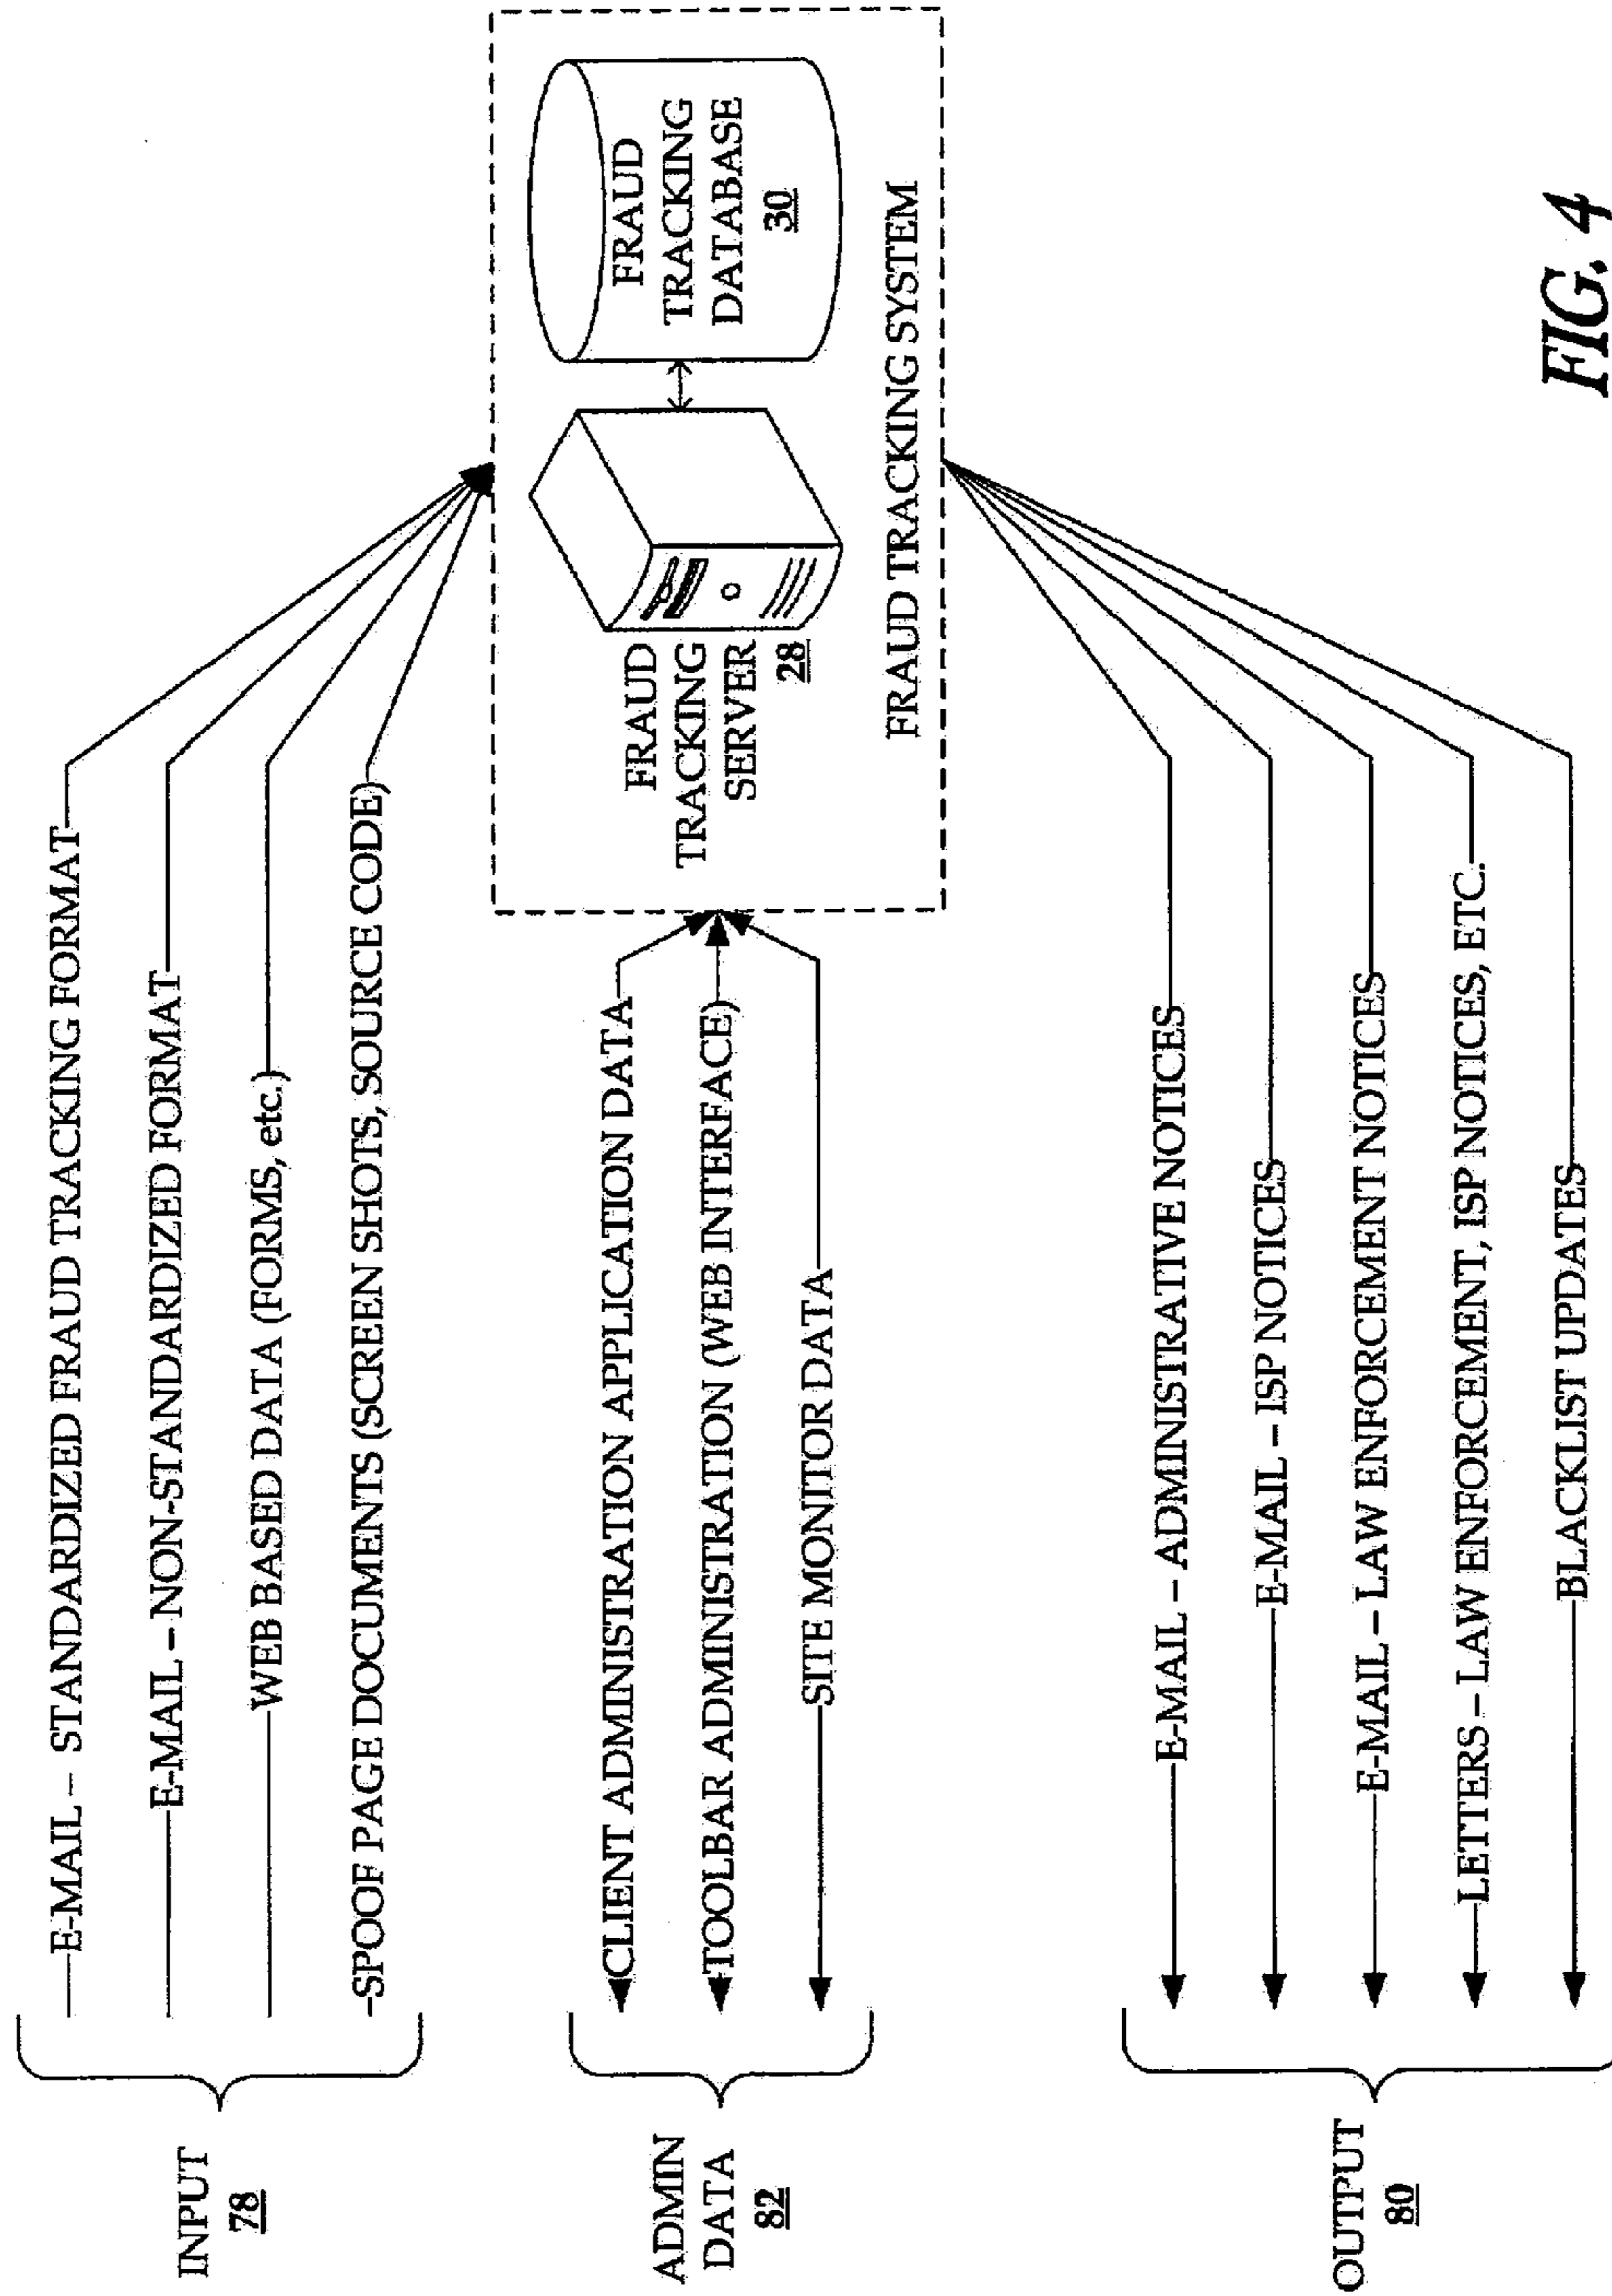 INPUT
78
E-MAIL – STANDARDIZED FRAUD TRACKING FORMAT
E-MAIL – NON-STANDARDIZED FORMAT
WEB BASED DATA (FORMS, etc.)
SPOOF PAGE DOCUMENTS (SCREEN SHOTS, SOURCE CODE)
ADMIN
DATA
82
CLIENT ADMINISTRATION APPLICATION DATA
TOOLBAR ADMINISTRATION (WEB INTERFACE)
SITE MONITOR DATA
FRAUD
TRACKING
SERVER
28
FRAUD
TRACKING
DATABASE
30
FRAUD TRACKING SYSTEM
OUTPUT
80
E-MAIL – ADMINISTRATIVE NOTICES
E-MAIL – ISP NOTICES
E-MAIL – LAW ENFORCEMENT NOTICES
LETTERS – LAW ENFORCEMENT, ISP NOTICES, ETC.
BLACKLIST UPDATES
FIG. 4